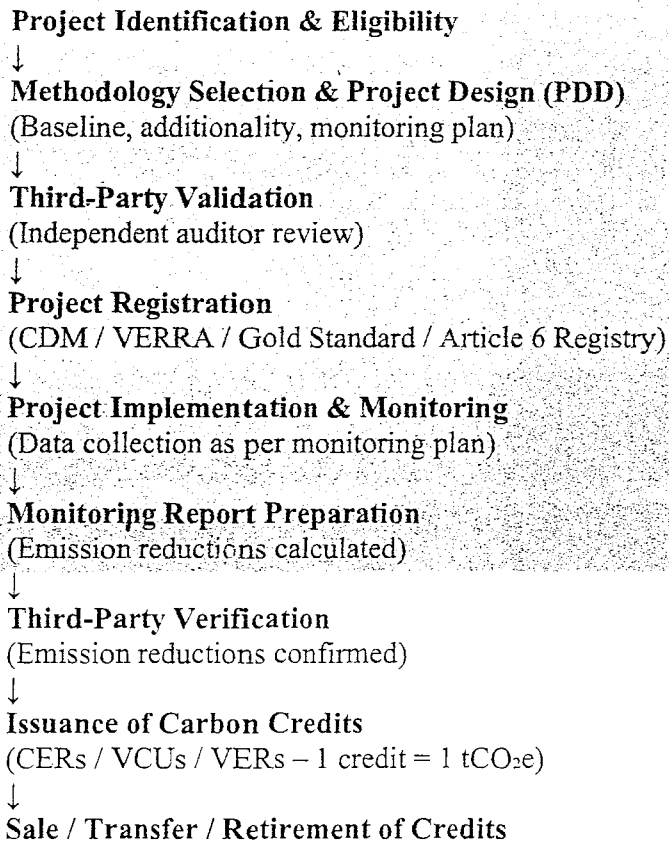 Project Identification & Eligibility
↓
Methodology Selection & Project Design (PDD)
(Baseline, additionality, monitoring plan)
↓
Third-Party Validation
(Independent auditor review)
↓
Project Registration
(CDM / VERRA / Gold Standard / Article 6 Registry)
↓
Project Implementation & Monitoring
(Data collection as per monitoring plan)
↓
Monitoring Report Preparation
(Emission reductions calculated)
↓
Third-Party Verification
(Emission reductions confirmed)
↓
Issuance of Carbon Credits
(CERs / VCUs / VERs – 1 credit = 1 tCO₂e)
↓
Sale / Transfer / Retirement of Credits